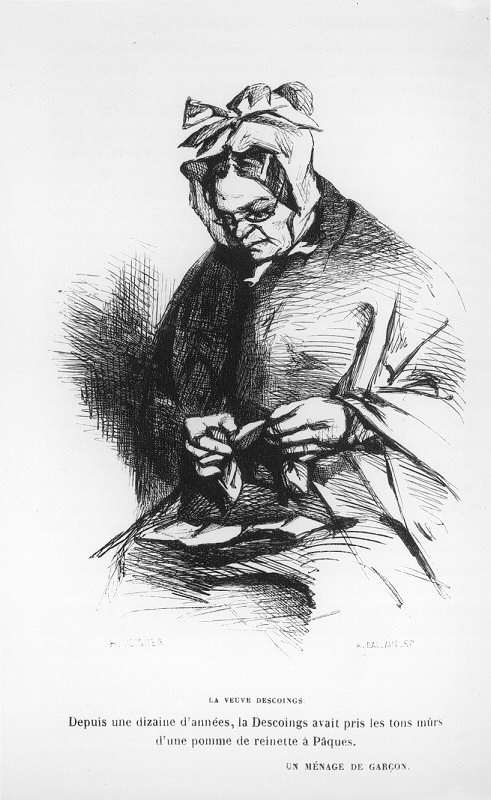 LA VEUVE DESCOINGS
Depuis une dizaine d'années, la Descoings avait pris les tons mûrs
d'une pomme de reinette à Pâques.
UN MÉNAGE DE GARÇON.